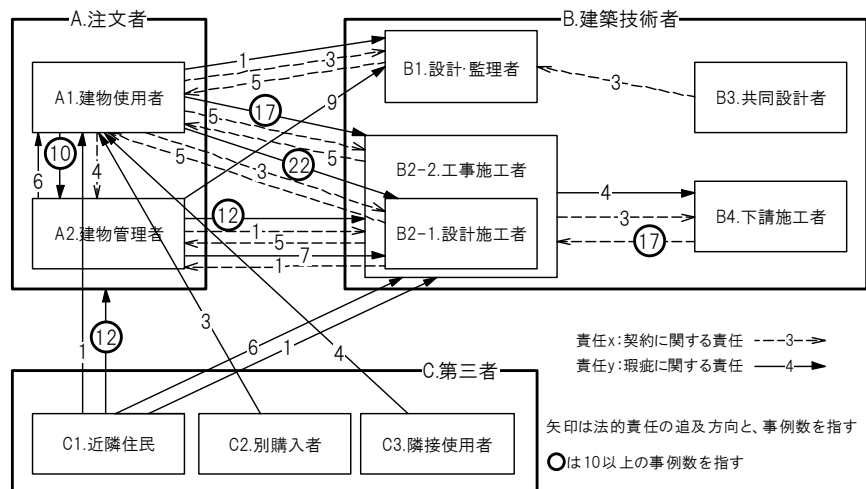 A.注文者
B.建築技術者
1
3
5
B1.設計・監理者
3
B3.共同設計者
A1.建物使用者
9
17
5
5
22
3
5
B2-2.工事施工者
10
4
6
4
A2.建物管理者
12
1
5
7
1
B2-1.設計施工者
3
17
B4.下請施工者
12
1
3
4
6
1
責任x:契約に関する責任 3
責任y:瑕疵に関する責任 4
C.第三者
C1.近隣住民
C2.別購入者
C3.隣接使用者
矢印は法的責任の追及方向と、事例数を指す
○は10以上の事例数を指す